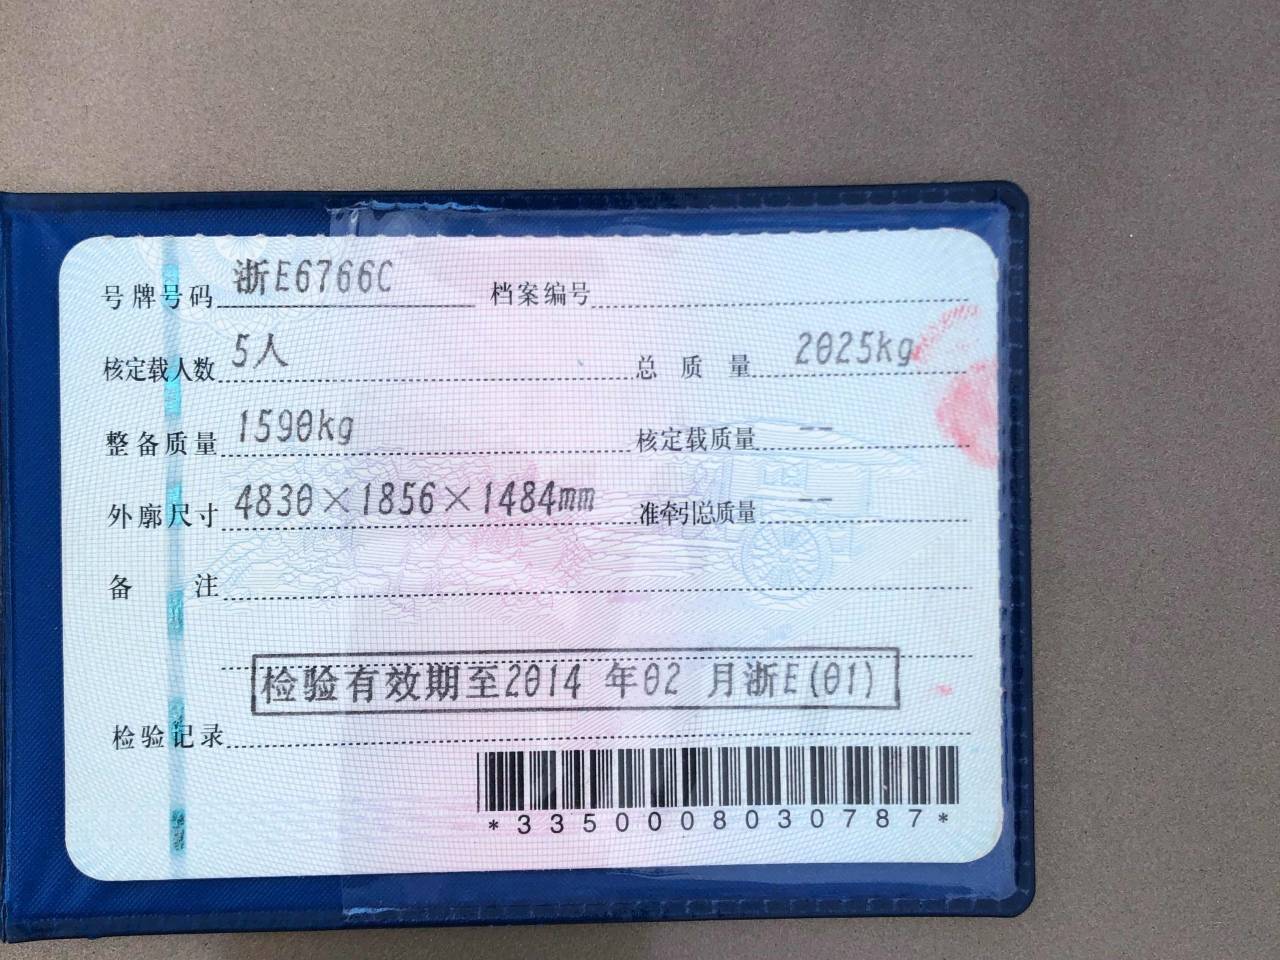 号牌号码 浙E6766C 档案编号
核定载人数 5人 总质量 2025kg
整备质量 1590kg 核定载质量 --
外廓尺寸 4830×1856×1484mm 准牵引总质量 --
备注
检验有效期至2014 年02 月浙E(01)
检验记录
*3350008030787*